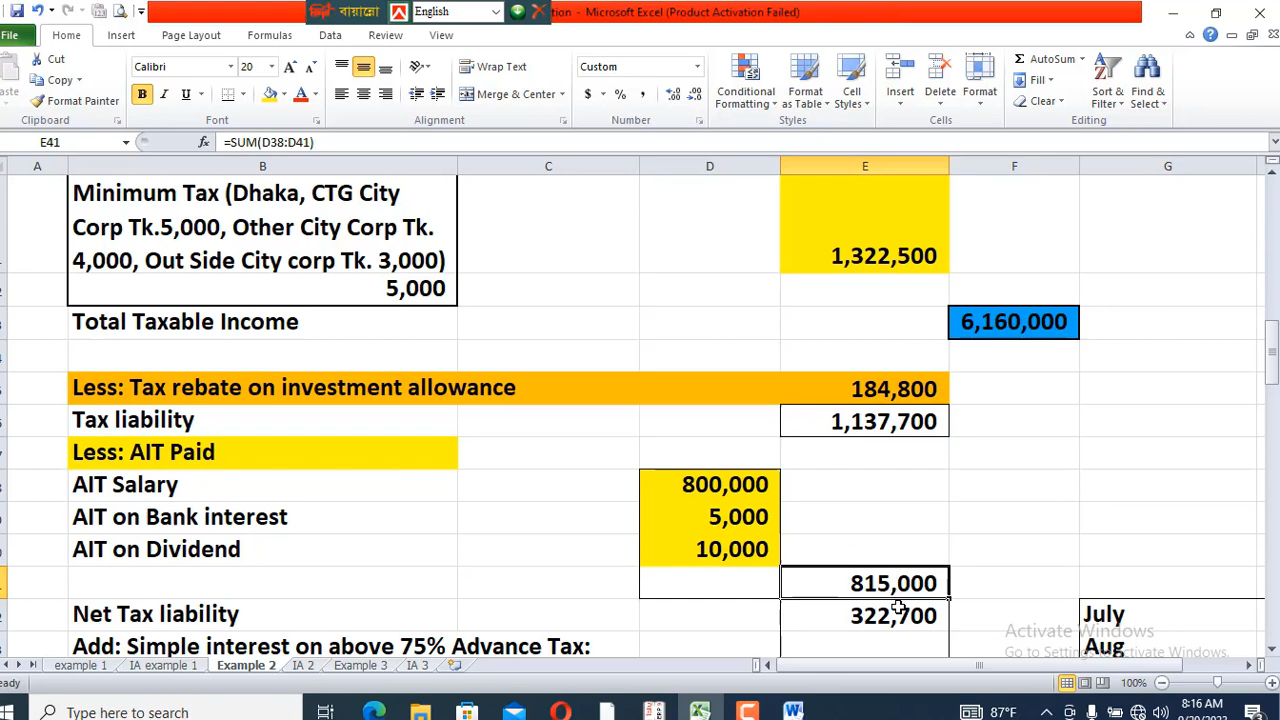 লিপি বায়ান্নো English tion - Microsoft Excel (Product Activation Failed)
File Home Insert Page Layout Formulas Data Review View
Cut Calibri 20 Wrap Text Custom AutoSum
Copy Fill
Format Painter B I U Merge & Center $ % , Conditional Formatting Format as Table Cell Styles Insert Delete Format Clear Sort & Filter Find & Select
Clipboard Font Alignment Number Styles Cells Editing
E41 fx =SUM(D38:D41)
A B C D E F G
Minimum Tax (Dhaka, CTG City
Corp Tk.5,000, Other City Corp Tk.
4,000, Out Side City corp Tk. 3,000) 1,322,500
5,000
Total Taxable Income 6,160,000
Less: Tax rebate on investment allowance 184,800
Tax liability 1,137,700
Less: AIT Paid
AIT Salary 800,000
AIT on Bank interest 5,000
AIT on Dividend 10,000
815,000
Net Tax liability 322,700 July
Add: Simple interest on above 75% Advance Tax: Aug
Activate Windows
Go to Settings to activate Windows.
example 1 IA example 1 Example 2 IA 2 Example 3 IA 3
eady 100%
Type here to search 87°F 8:16 AM